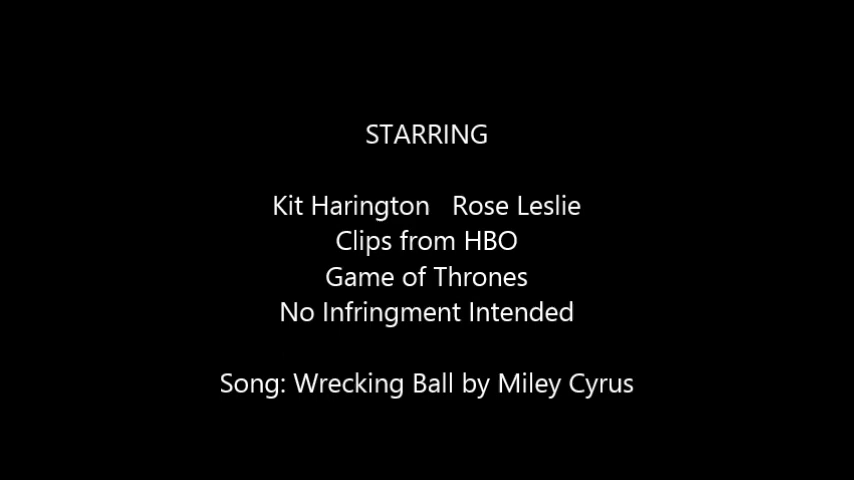 STARRING
Kit Harington   Rose Leslie
Clips from HBO
Game of Thrones
No Infringment Intended
Song: Wrecking Ball by Miley Cyrus